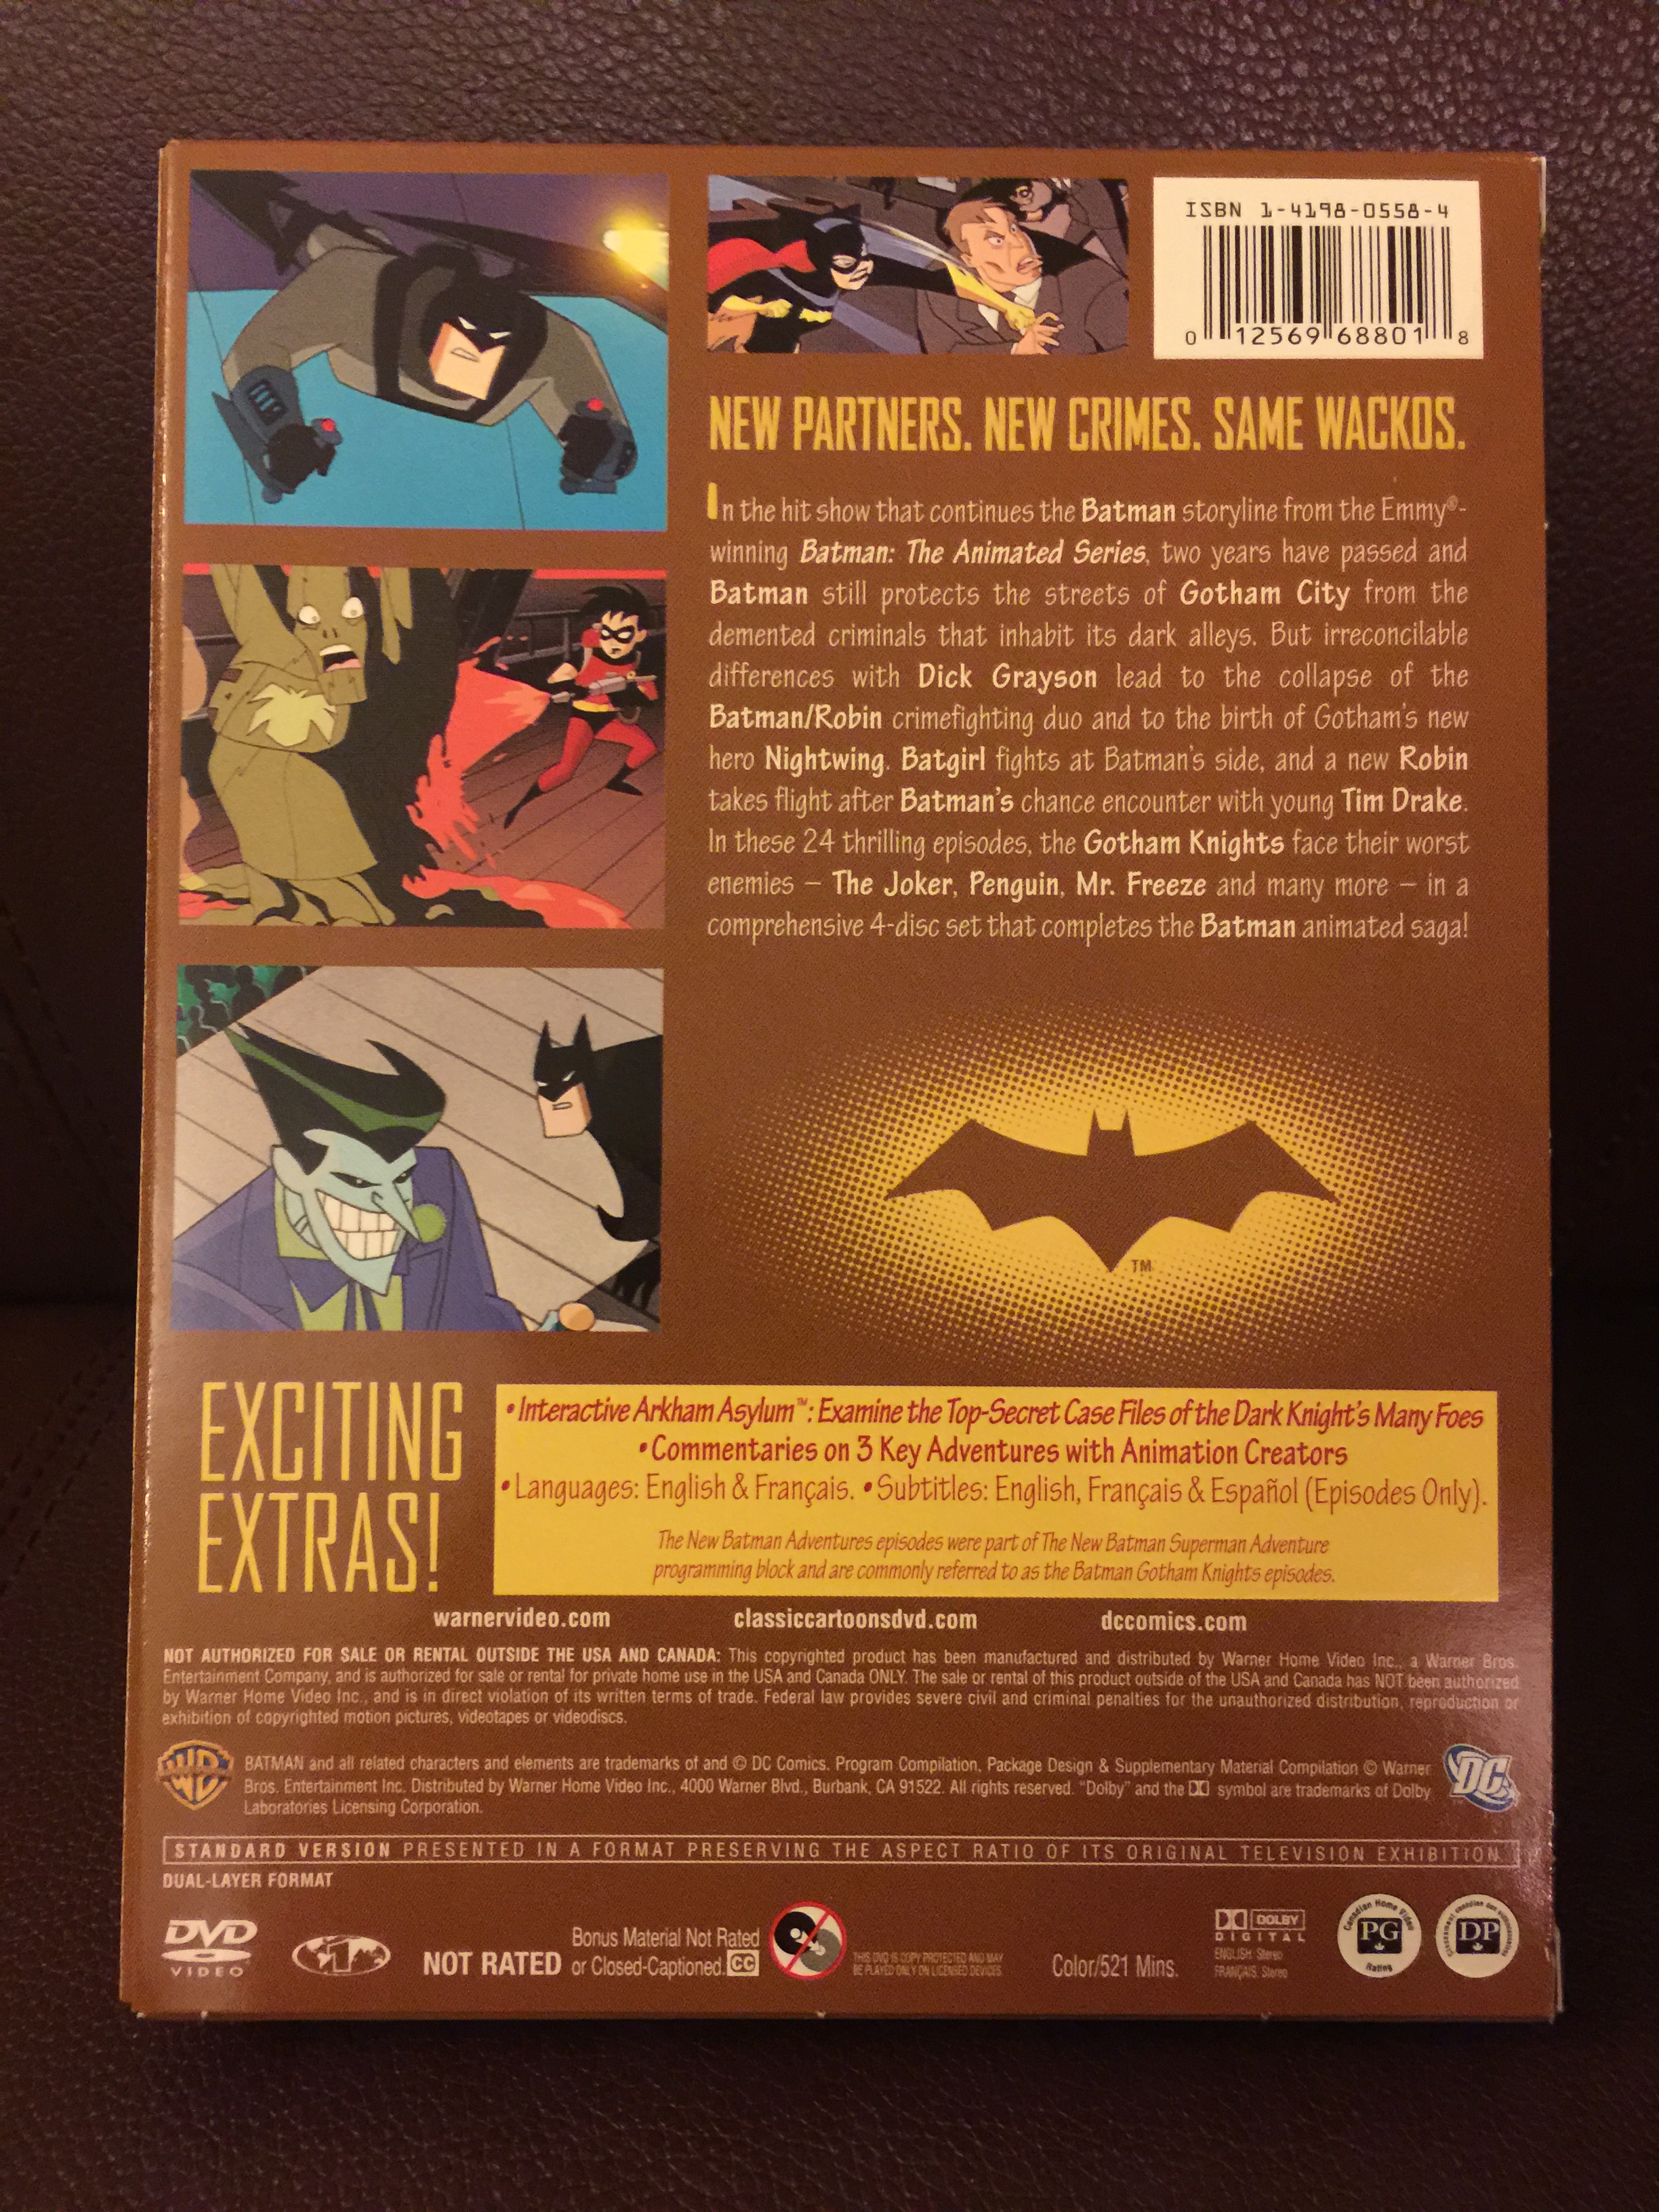 ISBN 1-4198-0558-4
0 12569 68801 8
NEW PARTNERS. NEW CRIMES. SAME WACKOS.
In the hit show that continues the Batman storyline from the Emmy®-
winning Batman: The Animated Series, two years have passed and
Batman still protects the streets of Gotham City from the
demented criminals that inhabit its dark alleys. But irreconcilable
differences with Dick Grayson lead to the collapse of the
Batman/Robin crimefighting duo and to the birth of Gotham's new
hero Nightwing. Batgirl fights at Batman's side, and a new Robin
takes flight after Batman's chance encounter with young Tim Drake.
In these 24 thrilling episodes, the Gotham Knights face their worst
enemies – The Joker, Penguin, Mr. Freeze and many more – in a
comprehensive 4-disc set that completes the Batman animated saga!
TM
EXCITING
EXTRAS!
•Interactive Arkham Asylum™: Examine the Top-Secret Case Files of the Dark Knight's Many Foes
•Commentaries on 3 Key Adventures with Animation Creators
•Languages: English & Français. •Subtitles: English, Français & Español (Episodes Only).
The New Batman Adventures episodes were part of The New Batman Superman Adventure
programming block and are commonly referred to as the Batman Gotham Knights episodes.
warnervideo.com classiccartoonsdvd.com dccomics.com
NOT AUTHORIZED FOR SALE OR RENTAL OUTSIDE THE USA AND CANADA: This copyrighted product has been manufactured and distributed by Warner Home Video Inc., a Warner Bros.
Entertainment Company, and is authorized for sale or rental for private home use in the USA and Canada ONLY. The sale or rental of this product outside of the USA and Canada has NOT been authorized
by Warner Home Video Inc., and is in direct violation of its written terms of trade. Federal law provides severe civil and criminal penalties for the unauthorized distribution, reproduction or
exhibition of copyrighted motion pictures, videotapes or videodiscs.
WB
BATMAN and all related characters and elements are trademarks of and © DC Comics. Program Compilation, Package Design & Supplementary Material Compilation © Warner
Bros. Entertainment Inc. Distributed by Warner Home Video Inc., 4000 Warner Blvd., Burbank, CA 91522. All rights reserved. "Dolby" and the symbol are trademarks of Dolby
Laboratories Licensing Corporation.
DC
STANDARD VERSION PRESENTED IN A FORMAT PRESERVING THE ASPECT RATIO OF ITS ORIGINAL TELEVISION EXHIBITION.
DUAL-LAYER FORMAT
DVD
VIDEO
1
NOT RATED
Bonus Material Not Rated
or Closed-Captioned. CC
THIS DVD IS COPY PROTECTED AND MAY
BE PLAYED ONLY ON LICENSED DEVICES.
Color/521 Mins.
DOLBY
DIGITAL
ENGLISH: Stereo
FRANÇAIS: Stereo
Canadian Home Video
PG
Rating
DP